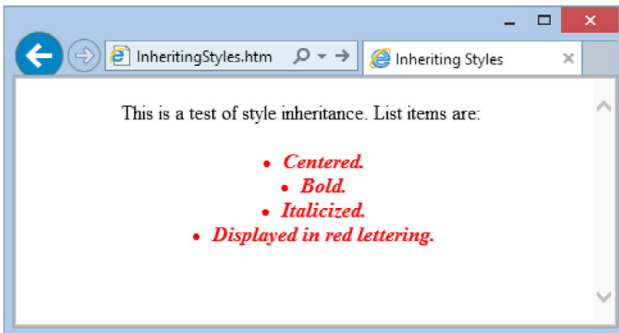 InheritingStyles.htm
Inheriting Styles
This is a test of style inheritance. List items are:
• Centered.
• Bold.
• Italicized.
• Displayed in red lettering.